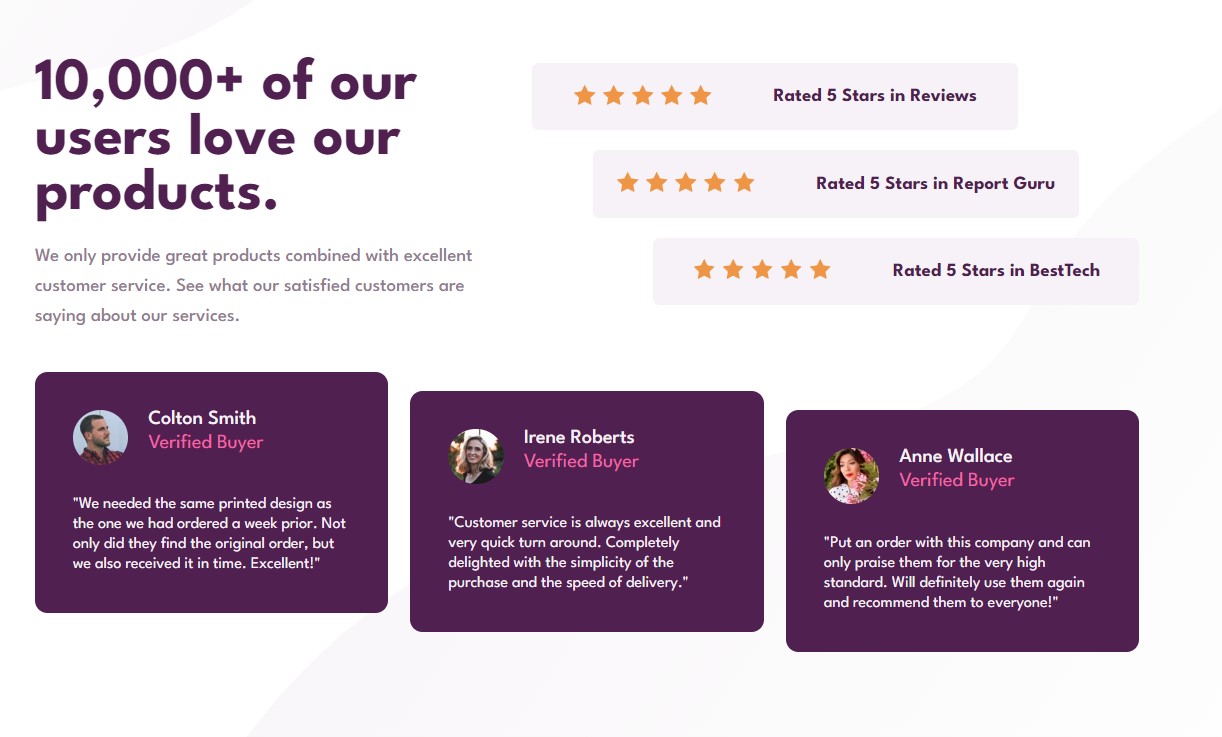 10,000+ of our
users love our
products.
We only provide great products combined with excellent
customer service. See what our satisfied customers are
saying about our services.
Rated 5 Stars in Reviews
Rated 5 Stars in Report Guru
Rated 5 Stars in BestTech
Colton Smith
Verified Buyer
"We needed the same printed design as
the one we had ordered a week prior. Not
only did they find the original order, but
we also received it in time. Excellent!"
Irene Roberts
Verified Buyer
"Customer service is always excellent and
very quick turn around. Completely
delighted with the simplicity of the
purchase and the speed of delivery."
Anne Wallace
Verified Buyer
"Put an order with this company and can
only praise them for the very high
standard. Will definitely use them again
and recommend them to everyone!"